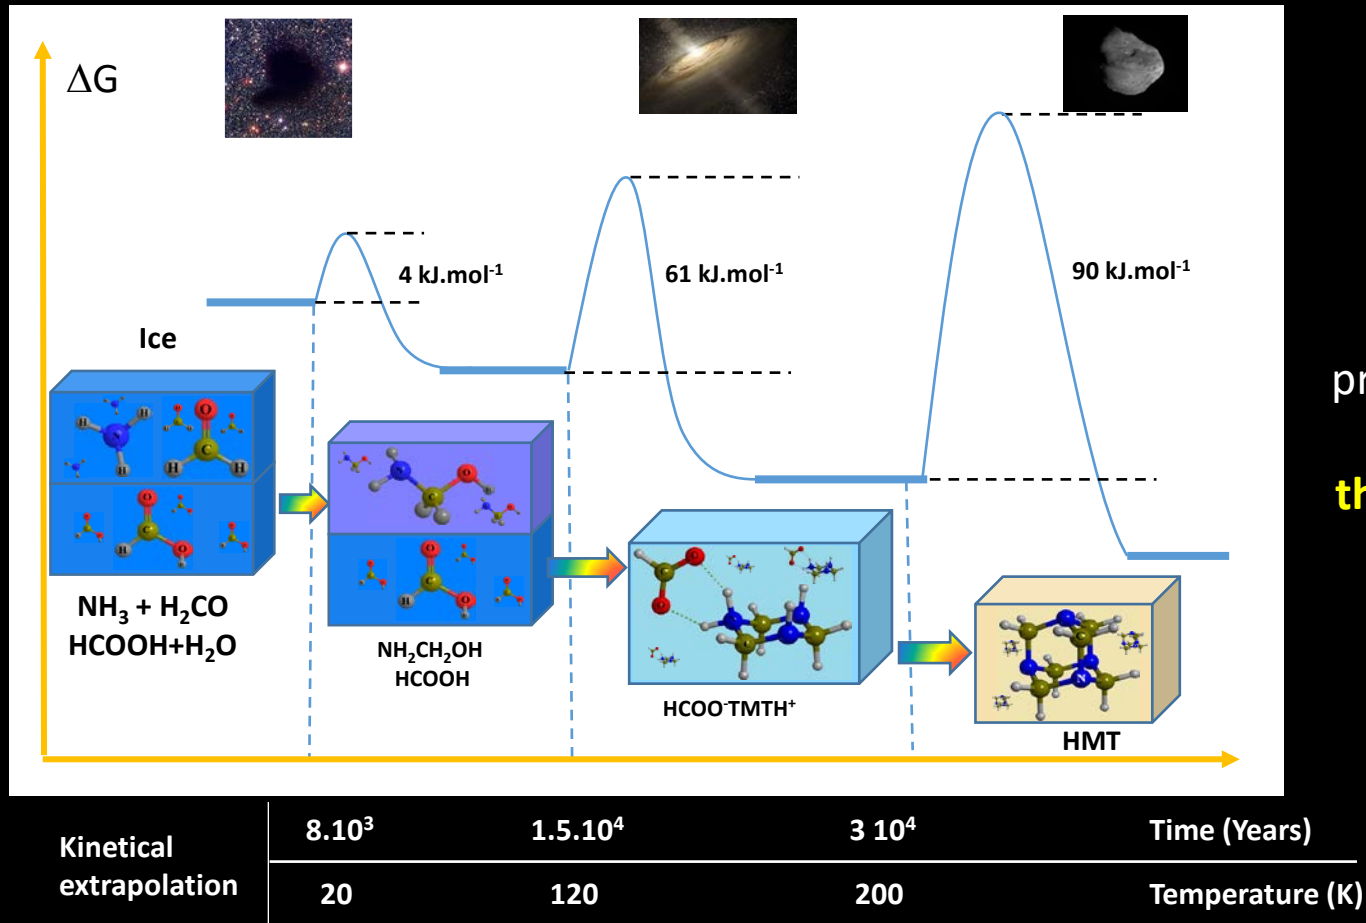 ΔG
4 kJ.mol⁻¹
61 kJ.mol⁻¹
90 kJ.mol⁻¹
Ice
NH₃ + H₂CO
HCOOH+H₂O
NH₂CH₂OH
HCOOH
HCOO⁻TMTH⁺
HMT
pr
th
Kinetical
extrapolation
8.10³ 1.5.10⁴ 3 10⁴ Time (Years)
20 120 200 Temperature (K)